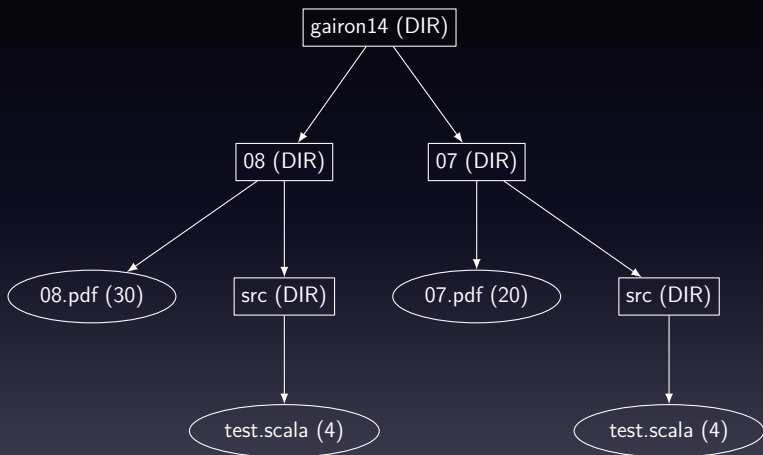 gairon14 (DIR)
08 (DIR)
07 (DIR)
08.pdf (30)
src (DIR)
07.pdf (20)
src (DIR)
test.scala (4)
test.scala (4)